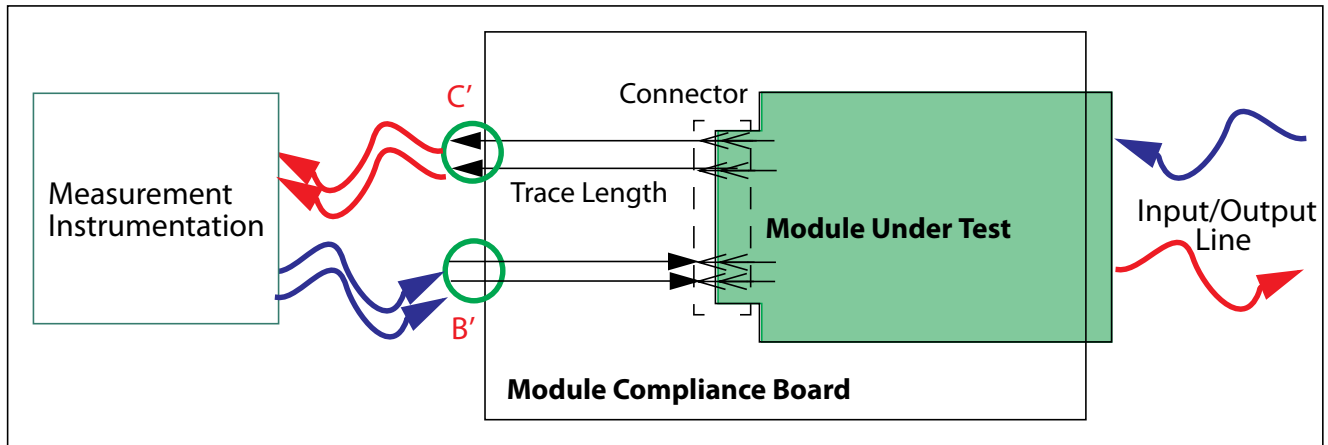 C’
Connector
Measurement
Instrumentation
Trace Length
Module Under Test
Input/Output
Line
B’
Module Compliance Board